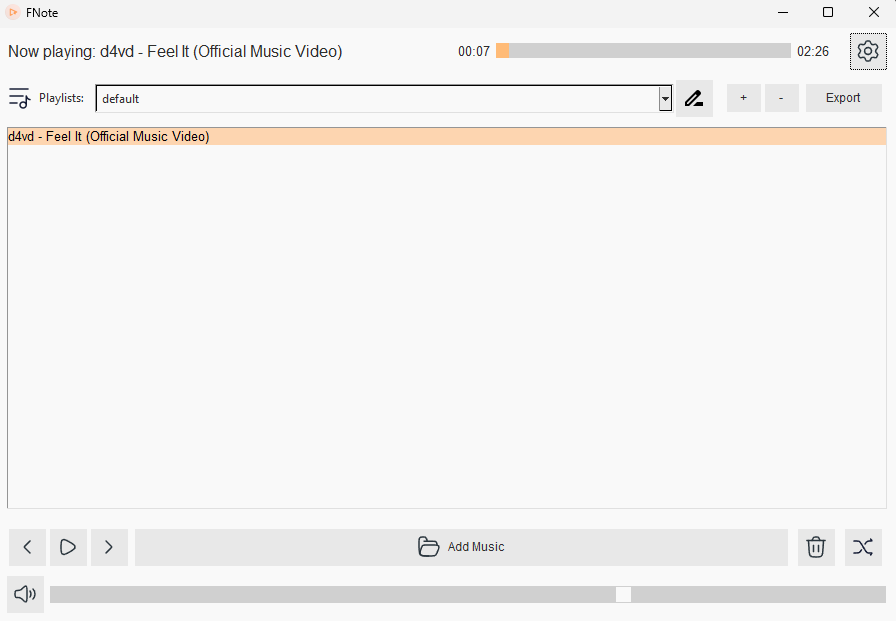 FNote
Now playing: d4vd - Feel It (Official Music Video) 00:07 02:26
Playlists: default + - Export
d4vd - Feel It (Official Music Video)
Add Music